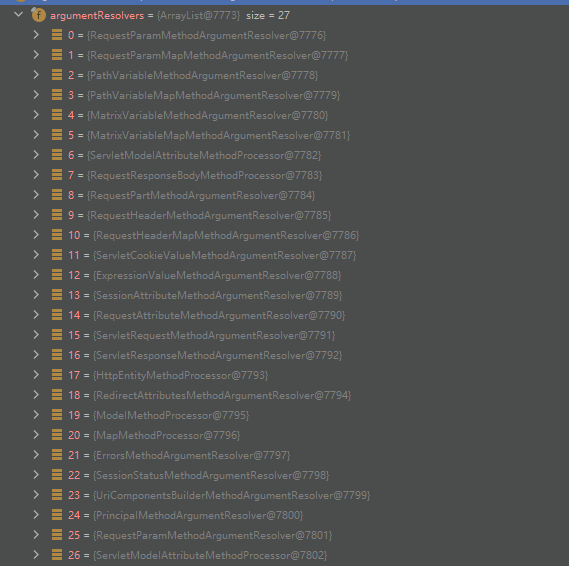 f argumentResolvers = {ArrayList@7773} size = 27
0 = {RequestParamMethodArgumentResolver@7776}
1 = {RequestParamMapMethodArgumentResolver@7777}
2 = {PathVariableMethodArgumentResolver@7778}
3 = {PathVariableMapMethodArgumentResolver@7779}
4 = {MatrixVariableMethodArgumentResolver@7780}
5 = {MatrixVariableMapMethodArgumentResolver@7781}
6 = {ServletModelAttributeMethodProcessor@7782}
7 = {RequestResponseBodyMethodProcessor@7783}
8 = {RequestPartMethodArgumentResolver@7784}
9 = {RequestHeaderMethodArgumentResolver@7785}
10 = {RequestHeaderMapMethodArgumentResolver@7786}
11 = {ServletCookieValueMethodArgumentResolver@7787}
12 = {ExpressionValueMethodArgumentResolver@7788}
13 = {SessionAttributeMethodArgumentResolver@7789}
14 = {RequestAttributeMethodArgumentResolver@7790}
15 = {ServletRequestMethodArgumentResolver@7791}
16 = {ServletResponseMethodArgumentResolver@7792}
17 = {HttpEntityMethodProcessor@7793}
18 = {RedirectAttributesMethodArgumentResolver@7794}
19 = {ModelMethodProcessor@7795}
20 = {MapMethodProcessor@7796}
21 = {ErrorsMethodArgumentResolver@7797}
22 = {SessionStatusMethodArgumentResolver@7798}
23 = {UriComponentsBuilderMethodArgumentResolver@7799}
24 = {PrincipalMethodArgumentResolver@7800}
25 = {RequestParamMethodArgumentResolver@7801}
26 = {ServletModelAttributeMethodProcessor@7802}